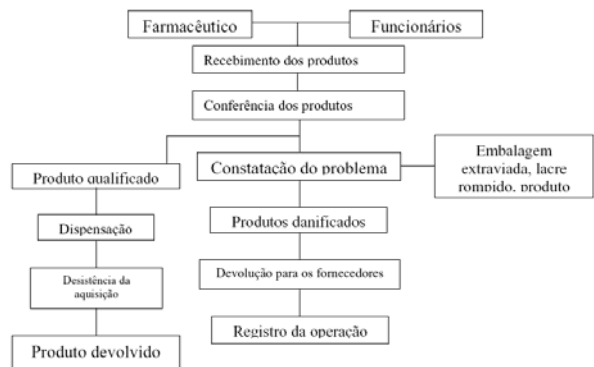 Farmacêutico
Funcionários
Recebimento dos produtos
Conferência dos produtos
Produto qualificado
Constatação do problema
Embalagem
extraviada, lacre
rompido, produto
Dispensação
Produtos danificados
Desistência da
aquisição
Devolução para os fornecedores
Produto devolvido
Registro da operação